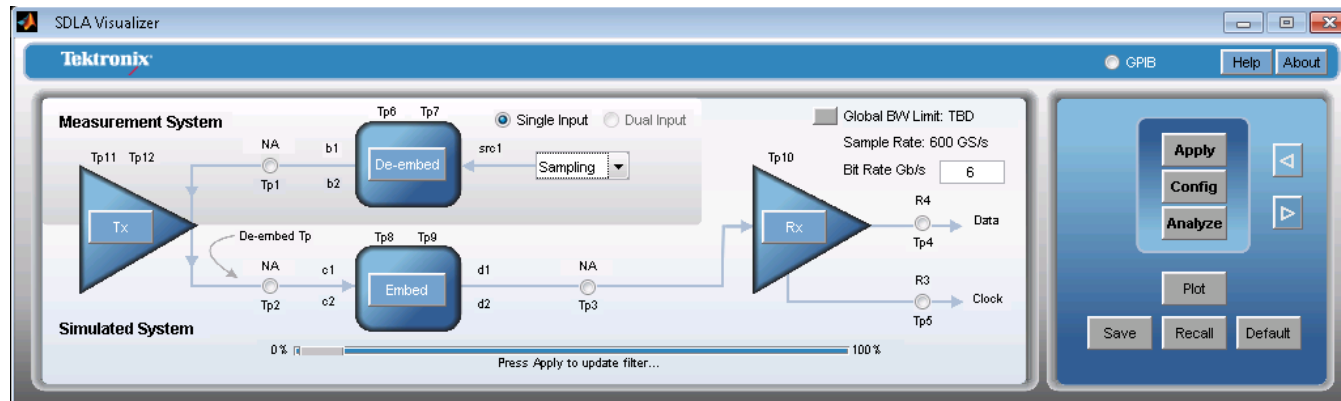 SDLA Visualizer
Tektronix
GPIB
Help
About
Measurement System
Tp6 Tp7
Single Input
Dual Input
Global BW Limit: TBD
Sample Rate: 600 GS/s
Bit Rate Gb/s
6
Tp11 Tp12
NA
Tp1
b1
b2
De-embed
src1
Sampling
Tp10
Tx
Rx
R4
Tp4
Data
De-embed Tp
NA
Tp2
c1
c2
Tp8 Tp9
Embed
d1
d2
NA
Tp3
R3
Tp5
Clock
Simulated System
0%
100%
Press Apply to update filter...
Apply
Config
Analyze
Plot
Save
Recall
Default